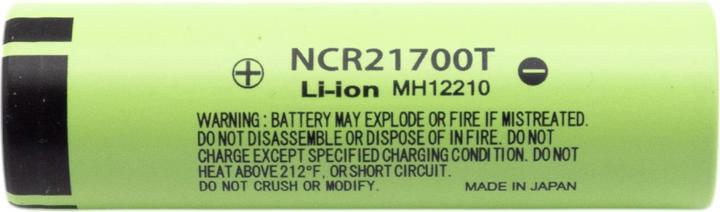 ⊕ NCR21700T ⊖
Li-ion MH12210
WARNING : BATTERY MAY EXPLODE OR FIRE IF MISTREATED.
DO NOT DISASSEMBLE OR DISPOSE OF IN FIRE. DO NOT
CHARGE EXCEPT SPECIFIED CHARGING CONDITION. DO NOT
HEAT ABOVE 212°F, OR SHORT CIRCUIT.
DO NOT CRUSH OR MODIFY. MADE IN JAPAN